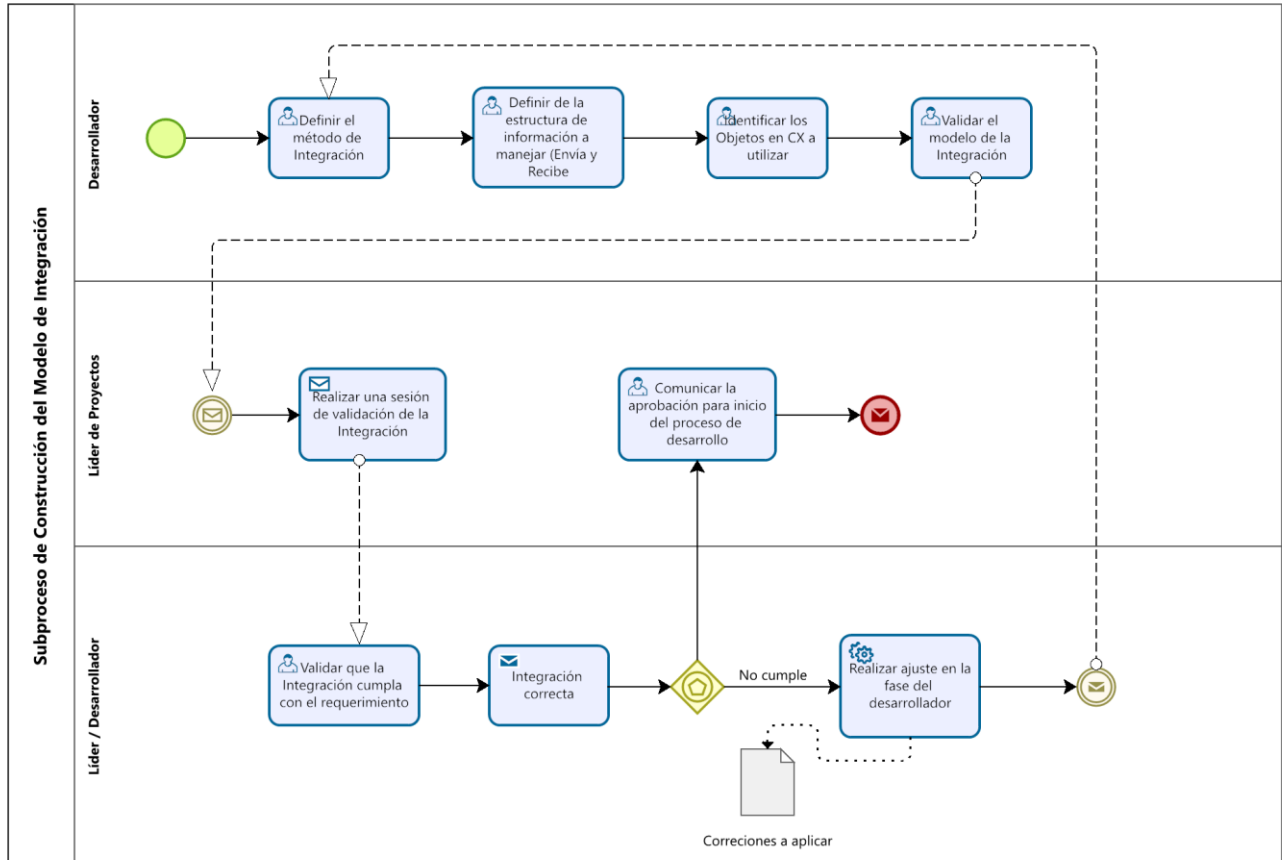 Subproceso de Construcción del Modelo de Integración
Desarrollador
Definir el
método de
Integración
Definir de la
estructura de
información a
manejar (Envía y
Recibe
Identificar los
Objetos en CX a
utilizar
Validar el
modelo de la
Integración
Líder de Proyectos
Realizar una sesión
de validación de la
Integración
Comunicar la
aprobación para inicio
del proceso de
desarrollo
Líder / Desarrollador
Validar que la
Integración cumpla
con el requerimiento
Integración
correcta
No cumple
Realizar ajuste en la
fase del
desarrollador
Correciones a aplicar